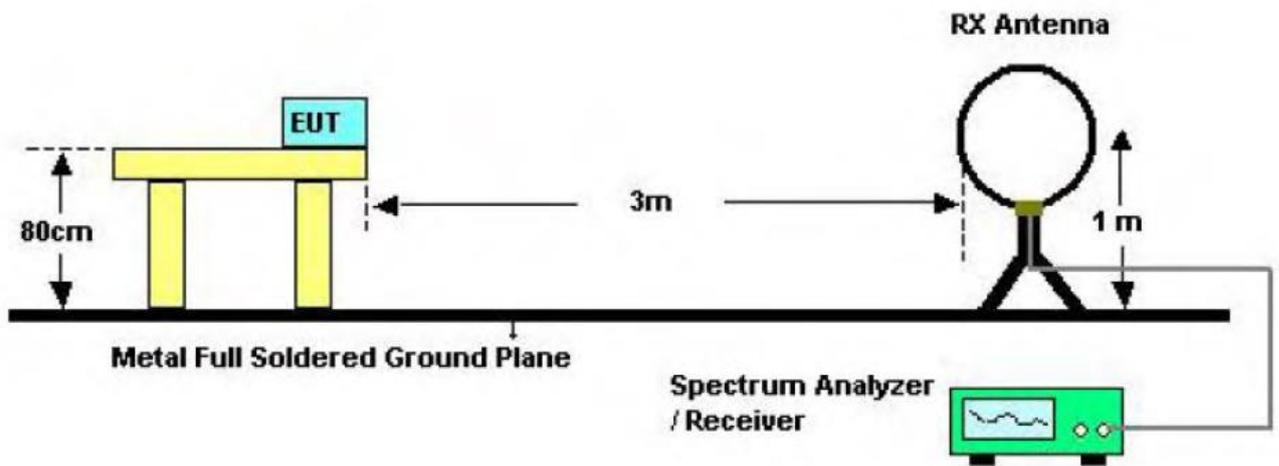 RX Antenna
EUT
80cm
3m
1 m
Metal Full Soldered Ground Plane
Spectrum Analyzer
/ Receiver